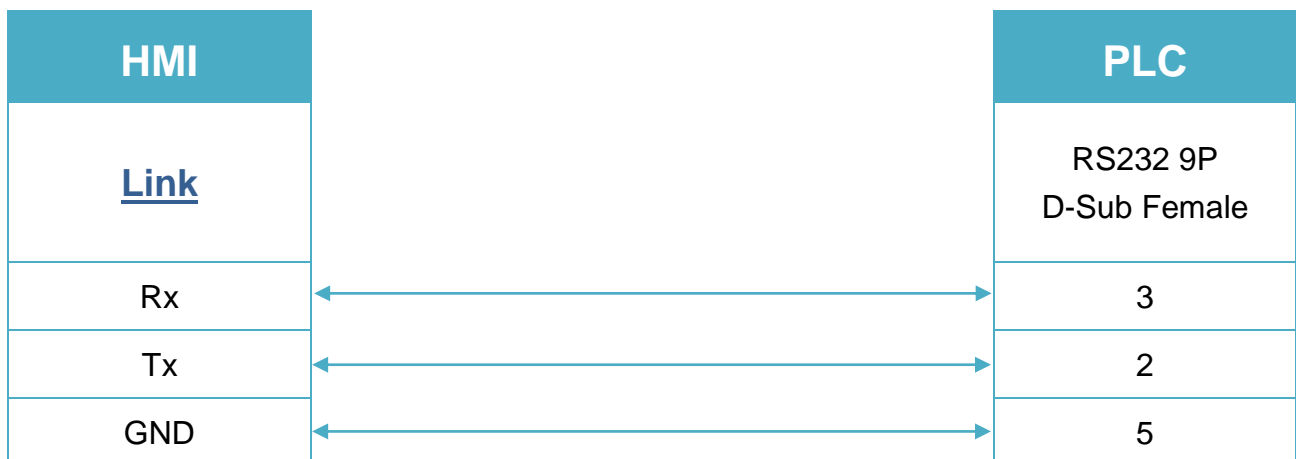 HMI PLC
Link
RS232 9P
D-Sub Female
Rx 3
Tx 2
GND 5